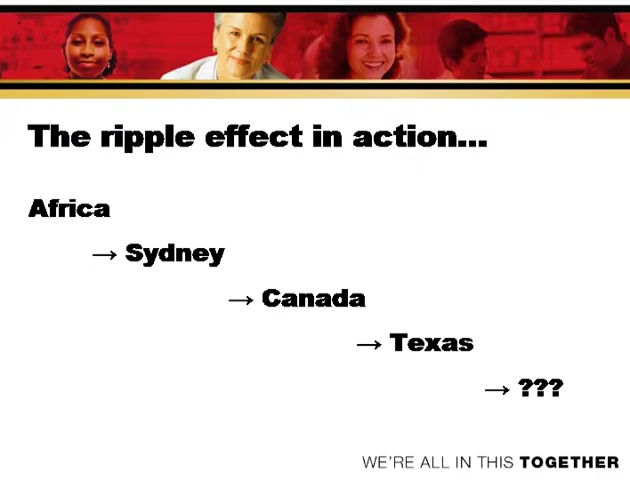 The ripple effect in action...
Africa
→ Sydney
→ Canada
→ Texas
→ ???
WE'RE ALL IN THIS TOGETHER